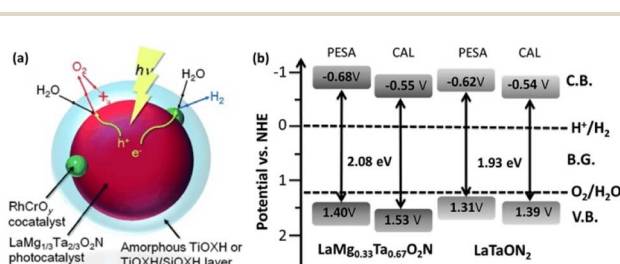 (a)
hν
O₂
H₂O
H₂O
H₂
h⁺
e⁻
RhCrOy
cocatalyst
LaMg1/3Ta2/3O₂N
photocatalyst
Amorphous TiOXH or
TiOXH/SiOXH layer
(b)
PESA CAL PESA CAL
Potential vs. NHE
-1
0
1
2
-0.68V -0.55 V -0.62V -0.54 V C.B.
H⁺/H₂
2.08 eV 1.93 eV B.G.
O₂/H₂O
1.40V 1.53 V 1.31V 1.39 V V.B.
LaMg0.33Ta0.67O₂N LaTaON₂